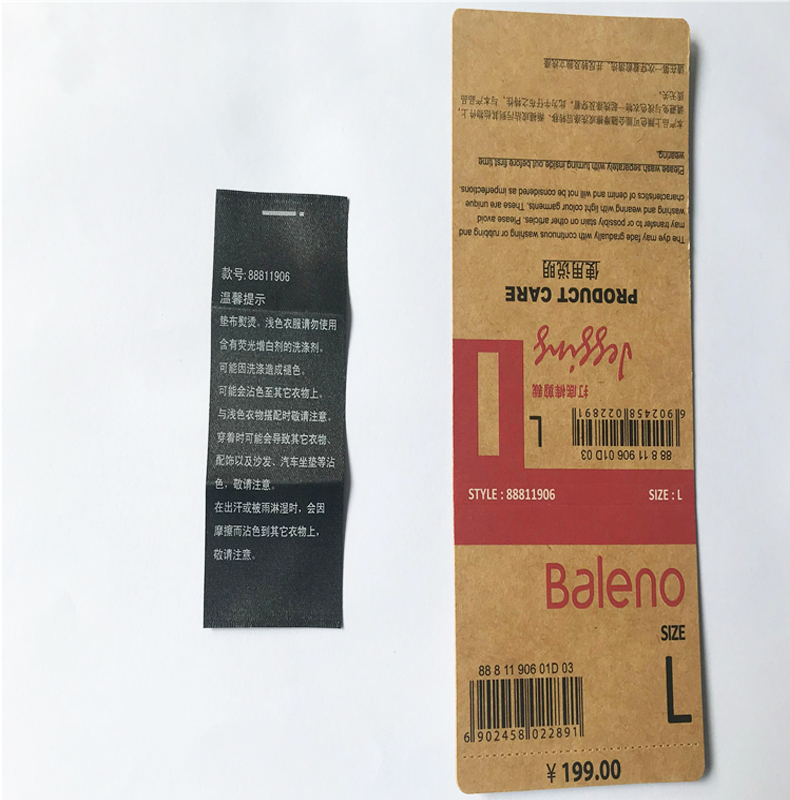 款号: 88811906
温馨提示
垫布熨烫。浅色衣服请勿使用
含有荧光增白剂的洗涤剂,
可能因洗涤造成褪色。
可能会沾色至其它衣物上,
与浅色衣物搭配时敬请注意。
穿着时可能会导致其它衣物、
配饰以及沙发、汽车坐垫等沾
色, 敬请注意。
在出汗或被雨淋湿时, 会因
摩擦而沾色到其它衣物上,
敬请注意。
STYLE : 88811906
SIZE : L
Baleno
SIZE
L
88 8 11 906 01D 03
6 902458 022891
¥ 199.00
88 8 11 906 01D 03
6 902458 022891
L
Jegging
PRODUCT CARE
使用说明
The dye may fade gradually with continuous washing and rubbing or
may to transfer to or possibly stain on other articles. Please avoid
washing and wearing with light colour garments. These are unique
characteristics of denim and will not be considered as imperfections
Please wash separately with turning inside out before first time
wearing